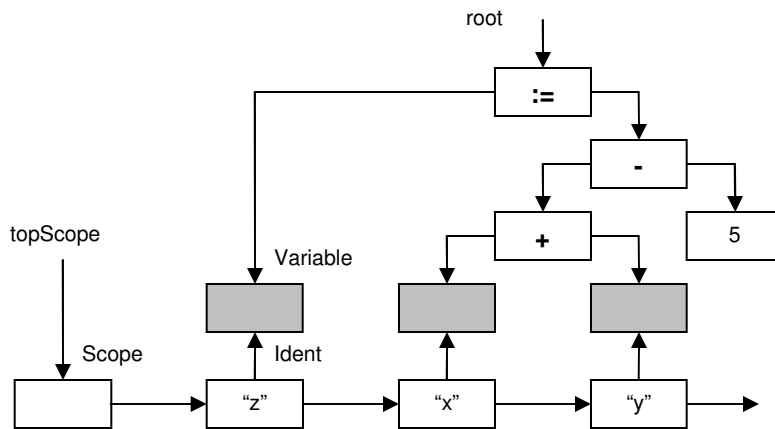 root
:=
-
+
5
topScope
Variable
Scope
Ident
“z”
“x”
“y”